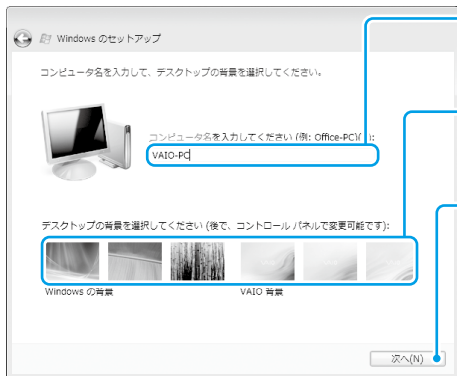 Windows のセットアップ
コンピュータ名を入力して、デスクトップの背景を選択してください。
コンピュータ名を入力してください (例: Office-PC)( ):
VAIO-PC
デスクトップの背景を選択してください (後で、コントロール パネルで変更可能です):
Windows の背景
VAIO 背景
次へ(N)